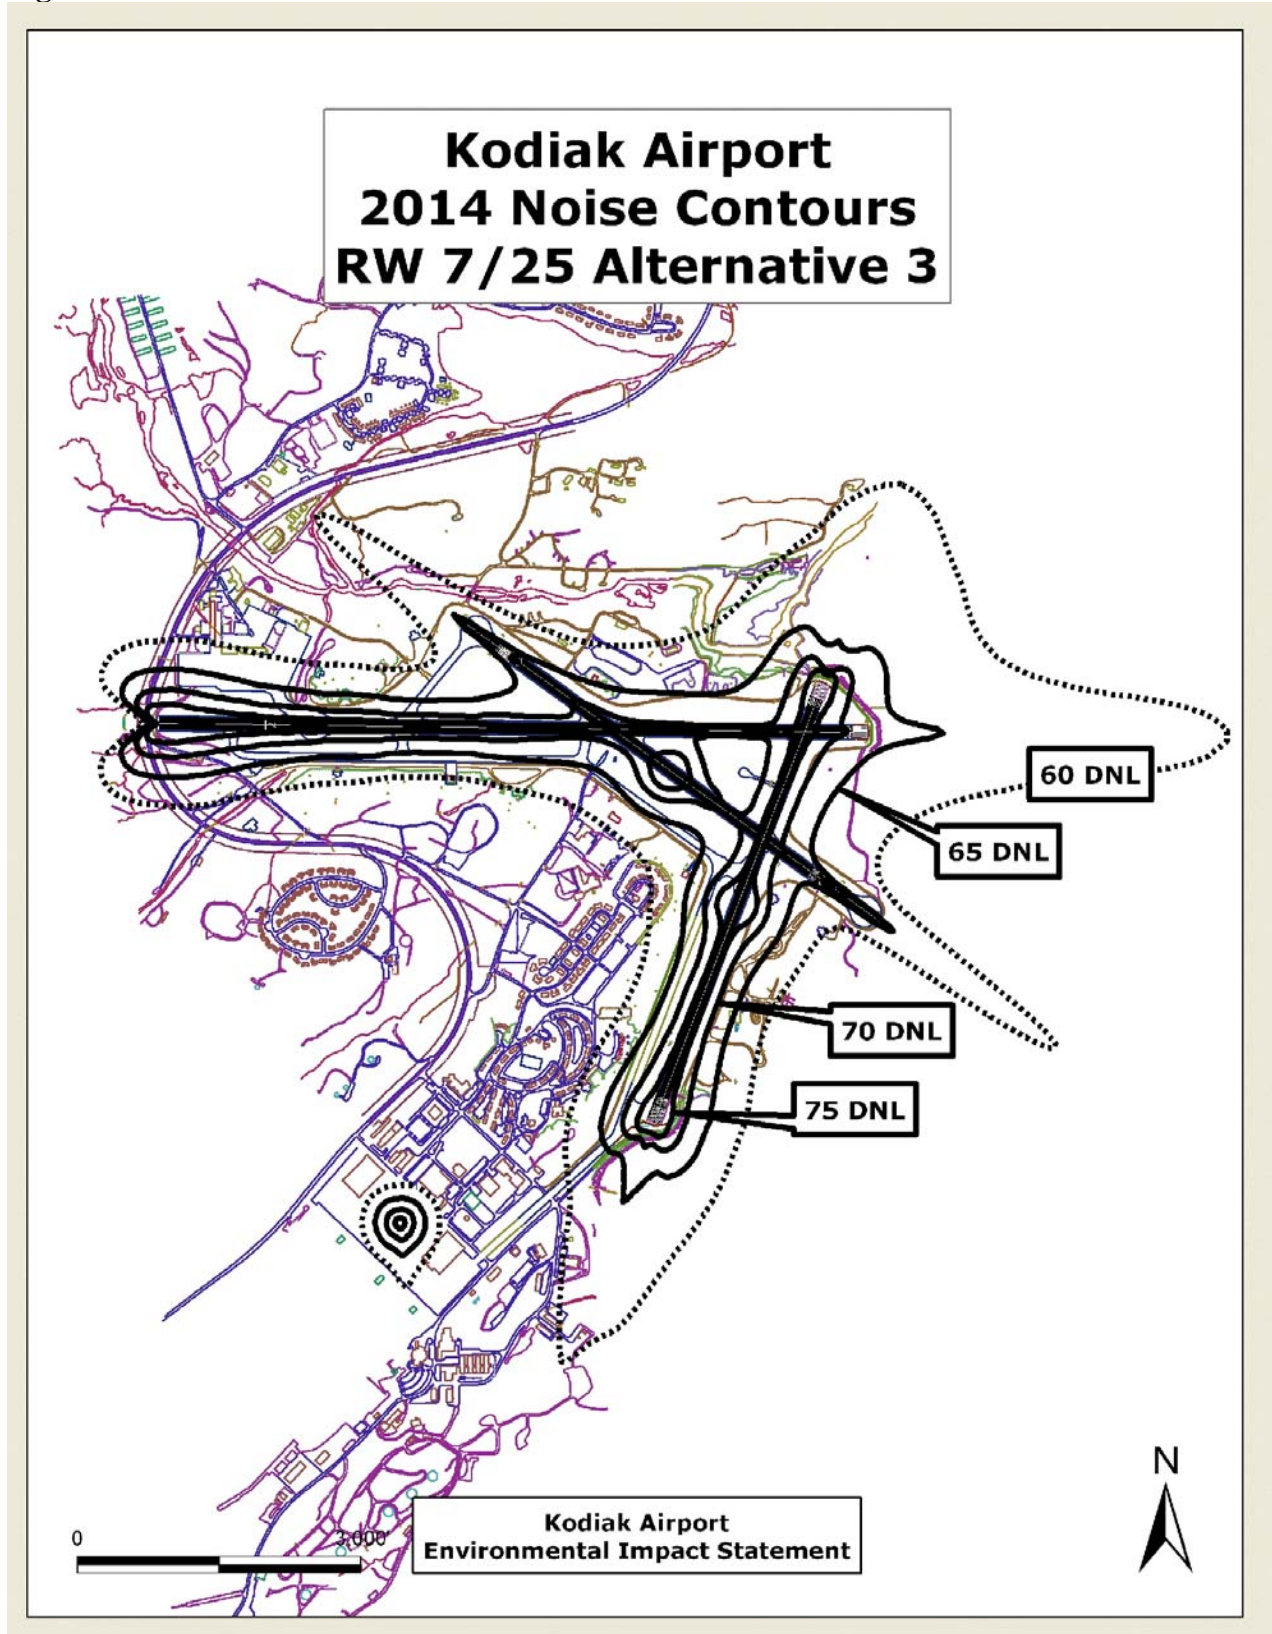 Kodiak Airport
2014 Noise Contours
RW 7/25 Alternative 3
60 DNL
65 DNL
70 DNL
75 DNL
N
0
3,000'
Kodiak Airport
Environmental Impact Statement